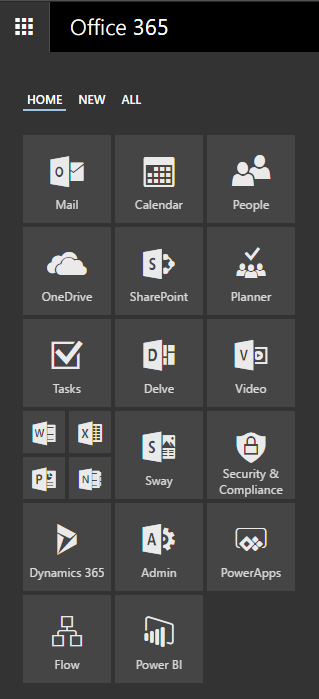 Office 365
HOME NEW ALL
O
Mail
Calendar
People
OneDrive
S
SharePoint
Planner
Tasks
D
Delve
V
Video
W
X
P
N
S
Sway
Security &
Compliance
Dynamics 365
A
Admin
PowerApps
Flow
Power BI